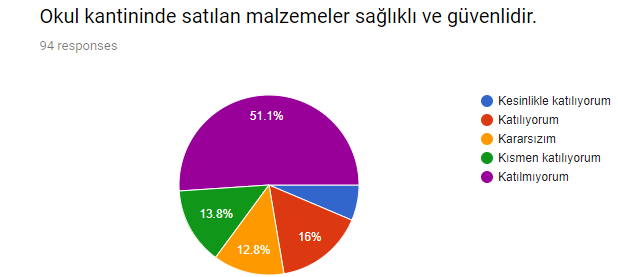 Okul kantininde satılan malzemeler sağlıklı ve güvenlidir.
94 responses
51.1%
13.8%
12.8%
16%
Kesinlikle katılıyorum
Katılıyorum
Kararsızım
Kısmen katılıyorum
Katılmıyorum